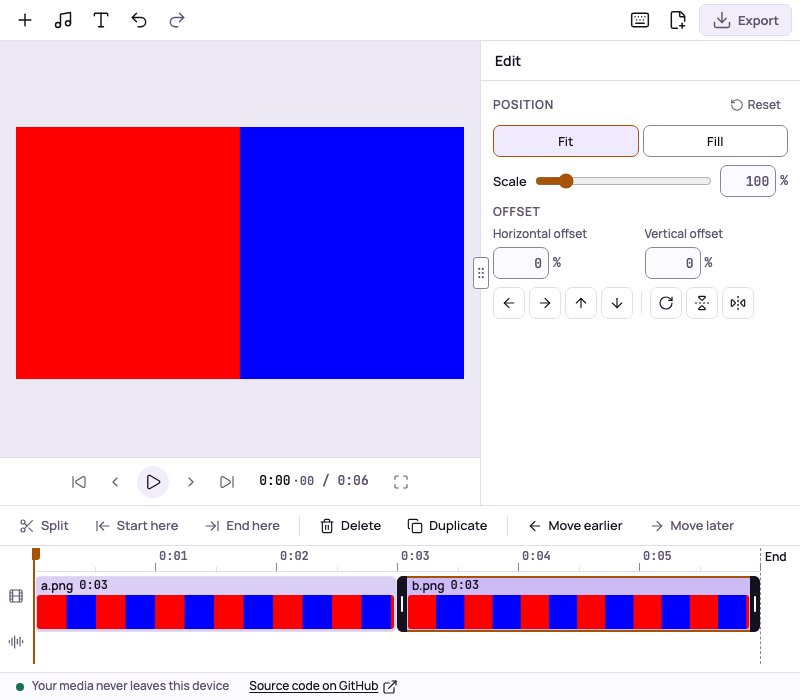 Export
Edit
POSITION
Reset
Fit
Fill
Scale
100 %
OFFSET
Horizontal offset
Vertical offset
0 %
0 %
0:00.00 / 0:06
Split
Start here
End here
Delete
Duplicate
Move earlier
Move later
0:01
0:02
0:03
0:04
0:05
End
a.png 0:03
b.png 0:03
Your media never leaves this device
Source code on GitHub